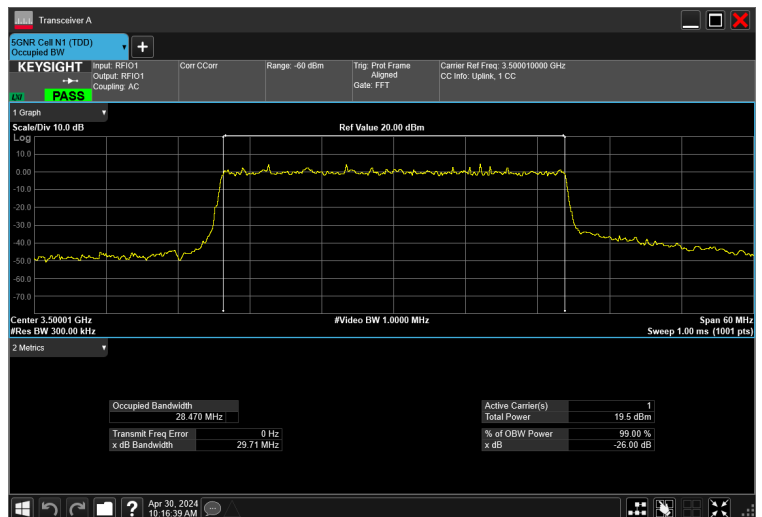 Transceiver A
5GNR Cell N1 (TDD)
Occupied BW
KEYSIGHT
LXI
PASS
Input: RFIO1
Output: RFIO1
Coupling: AC
Corr CCorr
Range: -60 dBm
Trig: Prot Frame
Aligned
Gate: FFT
Carrier Ref Freq: 3.500010000 GHz
CC Info: Uplink, 1 CC
1 Graph
Scale/Div 10.0 dB
Ref Value 20.00 dBm
Log
10.0
0.00
-10.0
-20.0
-30.0
-40.0
-50.0
-60.0
-70.0
Center 3.50001 GHz
#Video BW 1.0000 MHz
Span 60 MHz
#Res BW 300.00 kHz
Sweep 1.00 ms (1001 pts)
2 Metrics
Occupied Bandwidth
28.470 MHz
Transmit Freq Error 0 Hz
x dB Bandwidth 29.71 MHz
Active Carrier(s) 1
Total Power 19.5 dBm
% of OBW Power 99.00 %
x dB -26.00 dB
Apr 30, 2024
10:16:39 AM